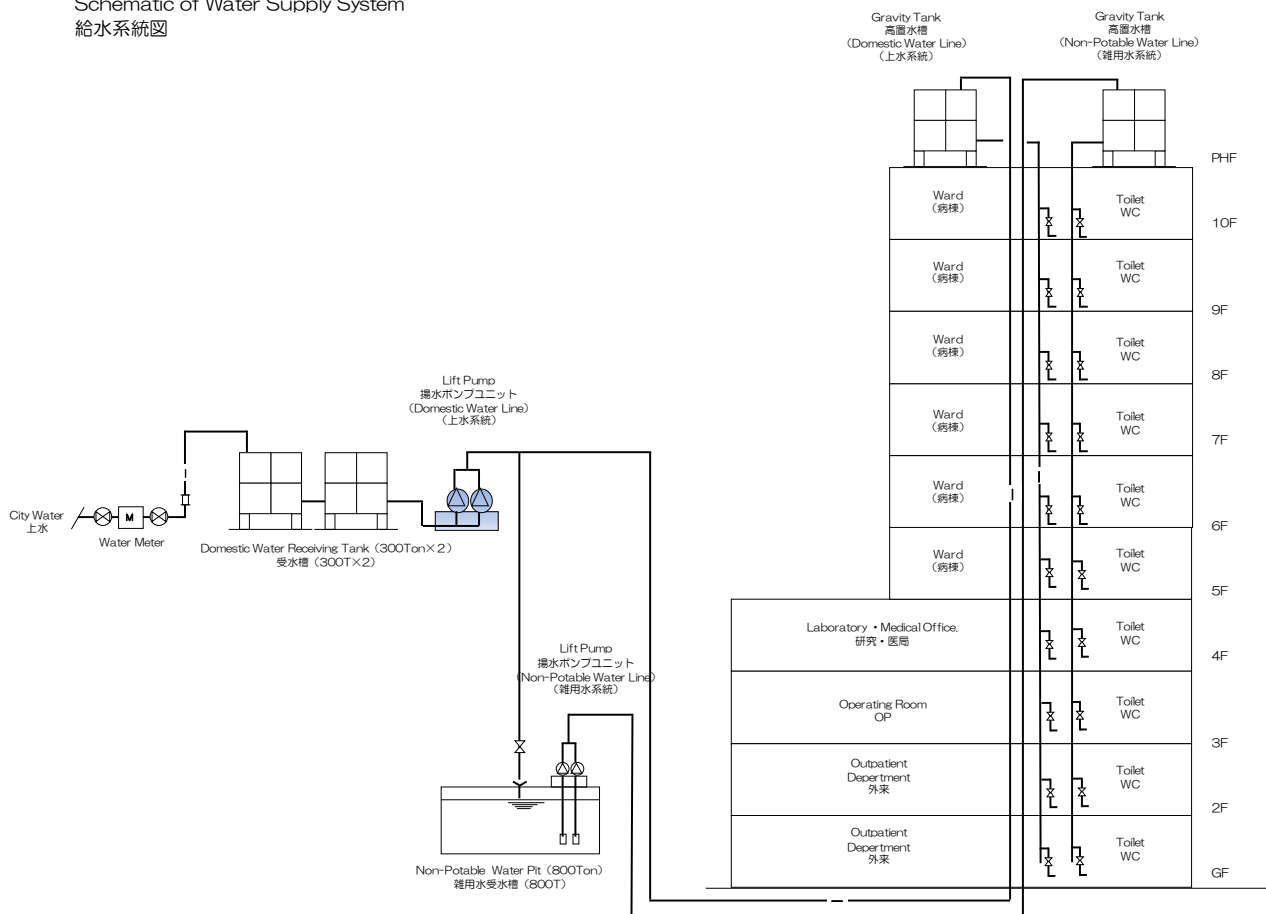 Schematic of Water Supply System
給水系統図
Gravity Tank
高置水槽
(Domestic Water Line)
（上水系統）
Gravity Tank
高置水槽
(Non-Potable Water Line)
（雑用水系統）
PHF
Ward
（病棟）
Toilet
WC
10F
Ward
（病棟）
Toilet
WC
9F
Ward
（病棟）
Toilet
WC
8F
Ward
（病棟）
Toilet
WC
7F
Ward
（病棟）
Toilet
WC
6F
Ward
（病棟）
Toilet
WC
5F
Laboratory・Medical Office.
研究・医局
Toilet
WC
4F
Operating Room
OP
Toilet
WC
3F
Outpatient
Depertment
外来
Toilet
WC
2F
Outpatient
Depertment
外来
Toilet
WC
GF
Lift Pump
揚水ポンプユニット
(Domestic Water Line)
（上水系統）
City Water
上水
M
Water Meter
Domestic Water Receiving Tank（300Ton×2）
受水槽（300T×2）
Lift Pump
揚水ポンプユニット
(Non-Potable Water Line)
（雑用水系統）
Non-Potable Water Pit（800Ton）
雑用水受水槽（800T）